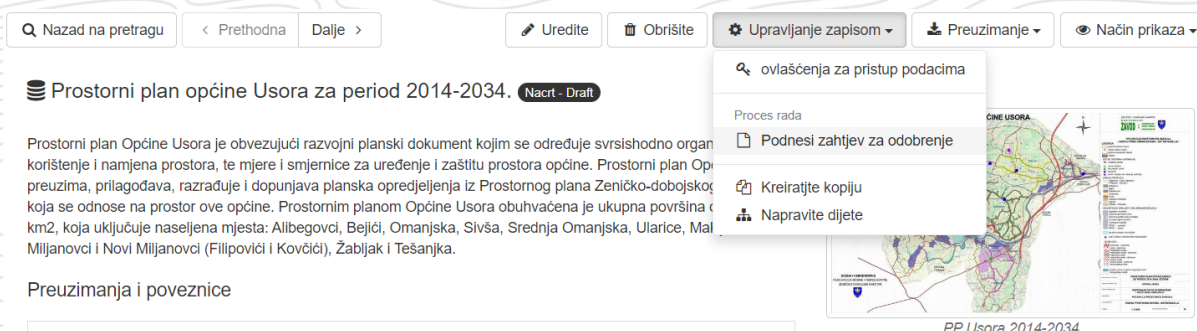 Nazad na pretragu
Prethodna
Dalje
Uredite
Obrišite
Upravljanje zapisom
Preuzimanje
Način prikaza
ovlašćenja za pristup podacima
Prostorni plan općine Usora za period 2014-2034. Nacrt - Draft
Proces rada
Podnesi zahtjev za odobrenje
Kreiratjte kopiju
Napravite dijete
Prostorni plan Općine Usora je obvezujući razvojni planski dokument kojim se određuje svrsishodno organ
korištenje i namjena prostora, te mjere i smjernice za uređenje i zaštitu prostora općine. Prostorni plan Op
preuzima, prilagođava, razrađuje i dopunjava planska opredjeljenja iz Prostornog plana Zeničko-dobojskog
koja se odnose na prostor ove općine. Prostornim planom Općine Usora obuhvaćena je ukupna površina
km2, koja uključuje naseljena mjesta: Alibegovci, Bejići, Omanjska, Sivša, Srednja Omanjska, Ularice, Mak
Miljanovci i Novi Miljanovci (Filipovići i Kovčići), Žabljak i Tešanjka.
Preuzimanja i poveznice
ĆINE USORA
PP Usora 2014-2034